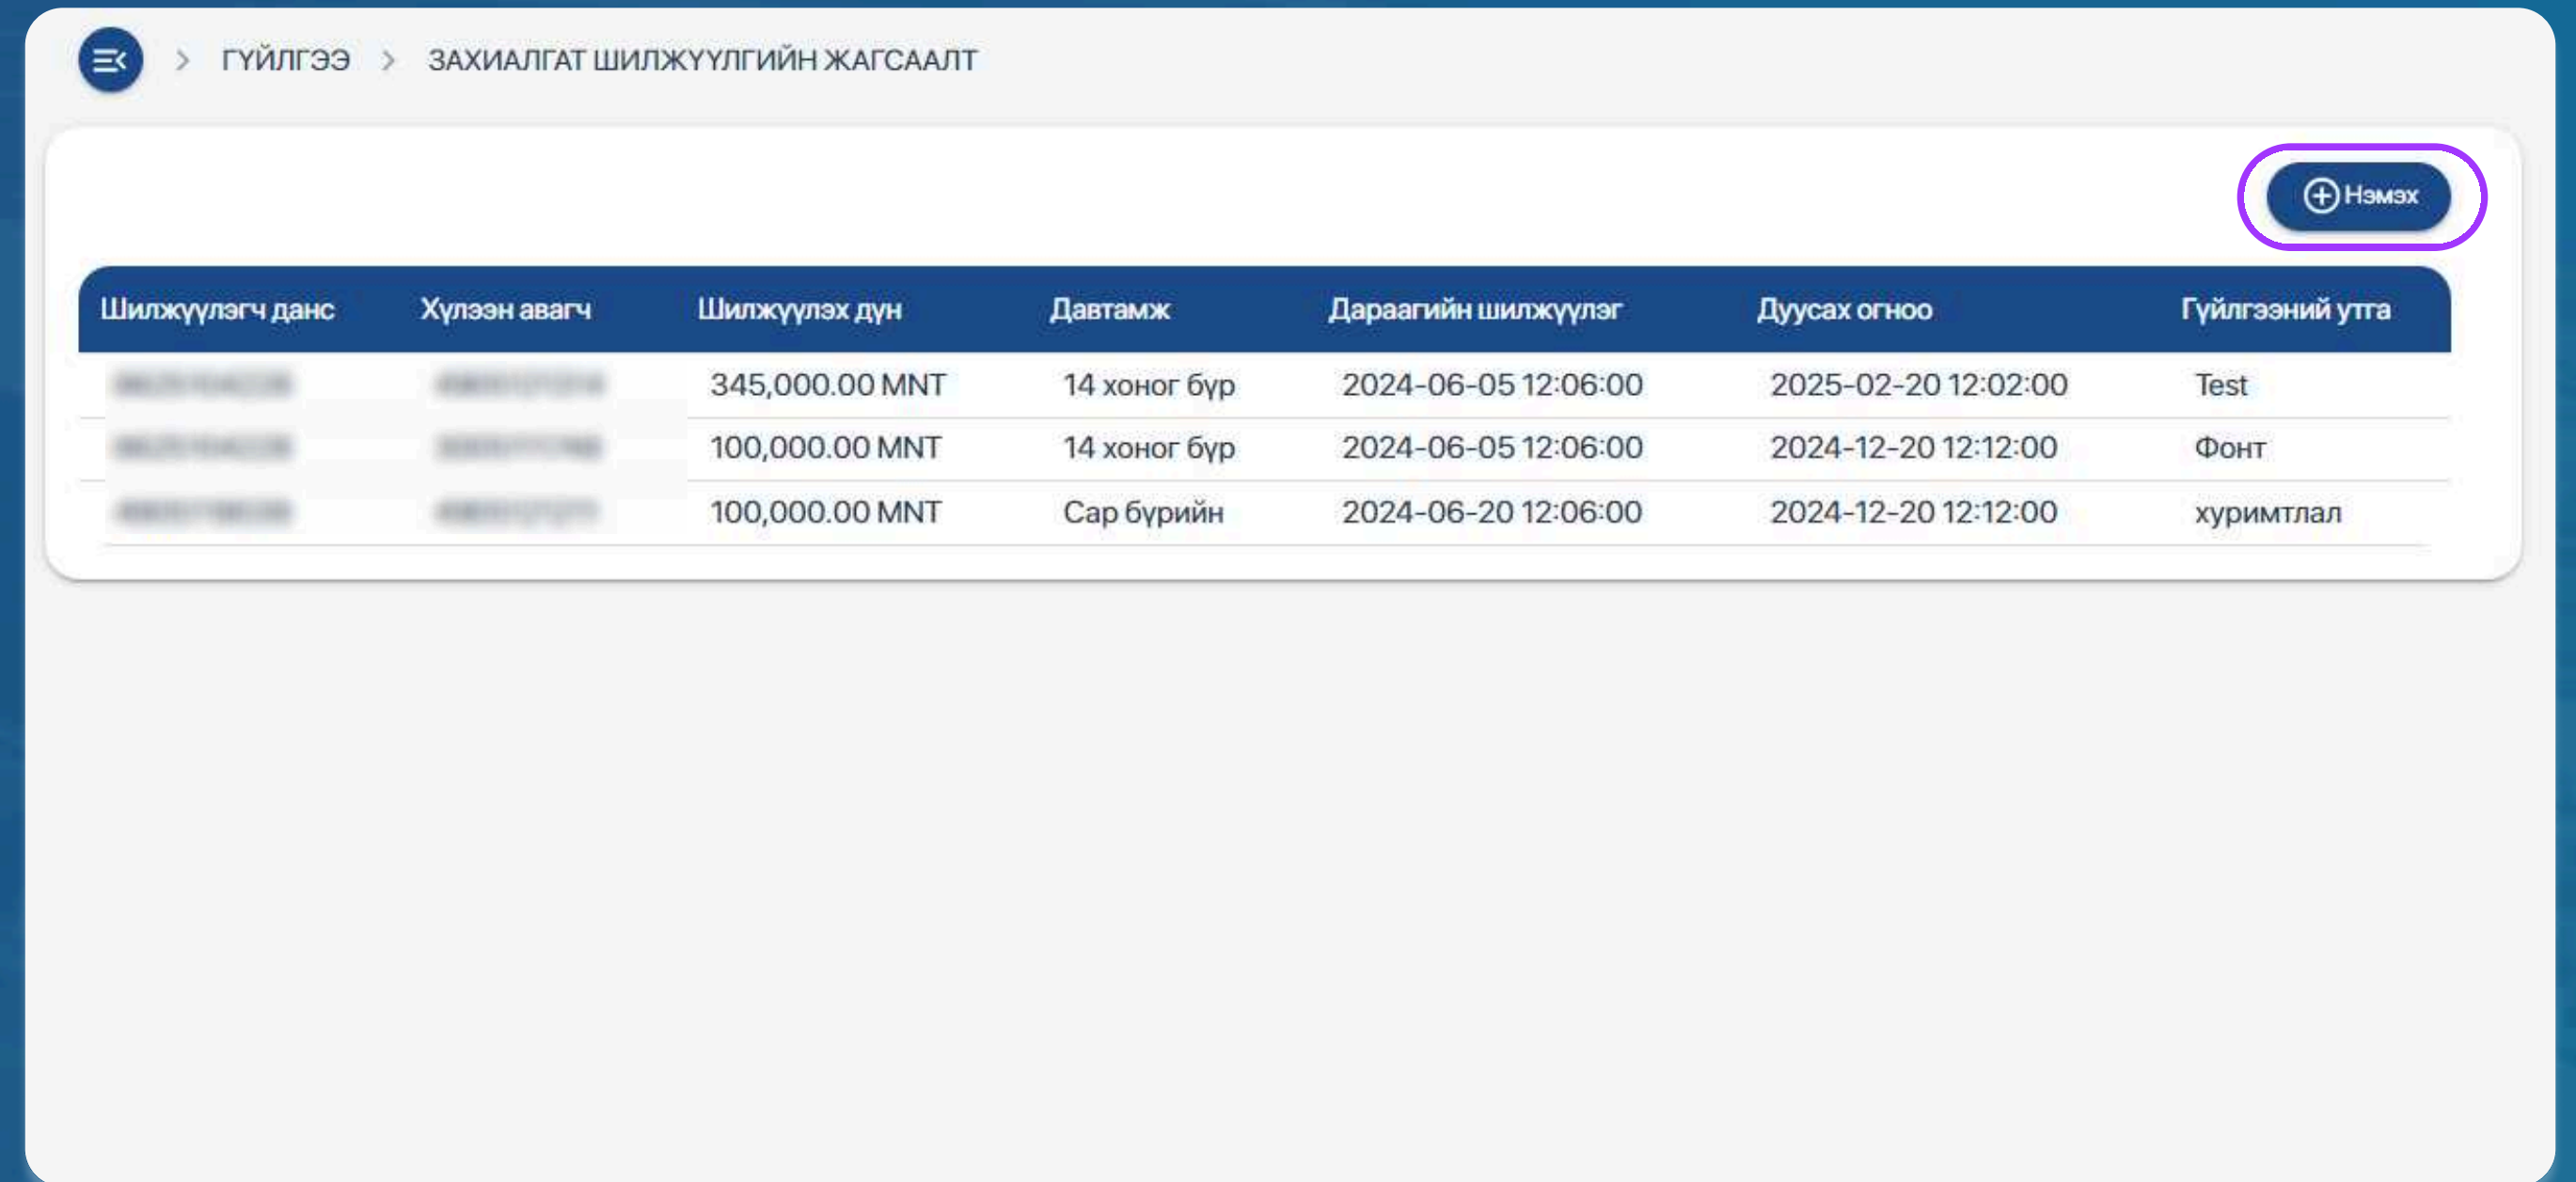 ГҮЙЛГЭЭ > ЗАХИАЛГАТ ШИЛЖҮҮЛГИЙН ЖАГСААЛТ
Нэмэх
Шилжүүлэгч данс Хүлээн авагч Шилжүүлэх дүн Давтамж Дараагийн шилжүүлэг Дуусах огноо Гүйлгээний утга
345,000.00 MNT 14 хоног бүр 2024-06-05 12:06:00 2025-02-20 12:02:00 Test
100,000.00 MNT 14 хоног бүр 2024-06-05 12:06:00 2024-12-20 12:12:00 Фонт
100,000.00 MNT Сар бүрийн 2024-06-20 12:06:00 2024-12-20 12:12:00 хуримтлал